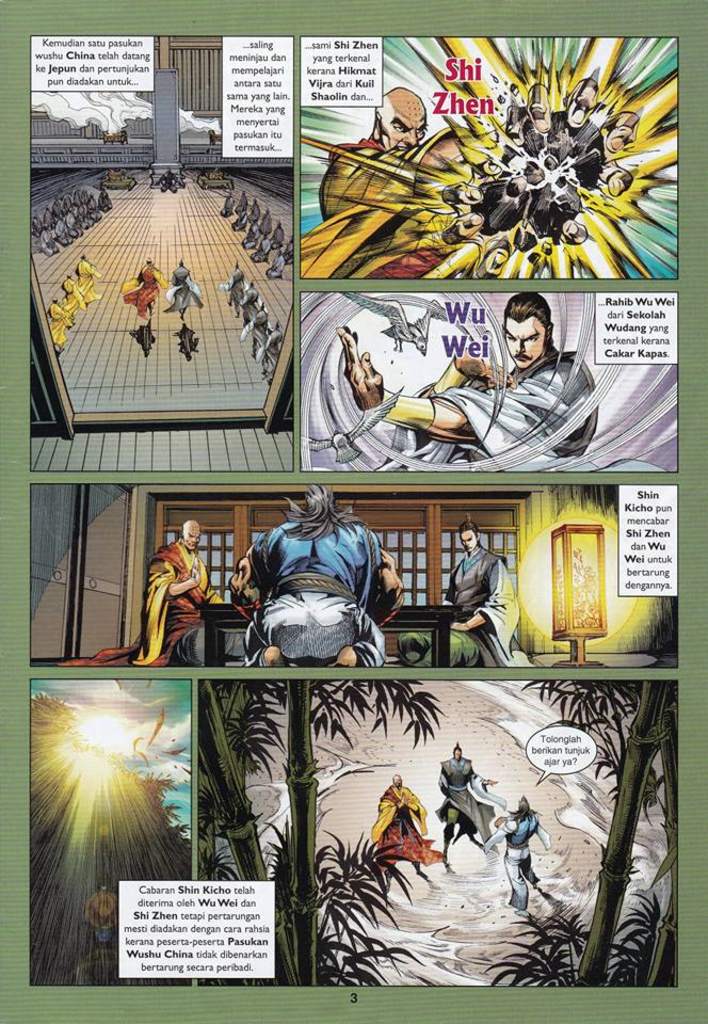 Kemudian satu pasukan
wushu China telah datang
ke Jepun dan pertunjukan
pun diadakan untuk...
...saling
meninjau dan
mempelajari
antara satu
sama yang lain.
Mereka yang
menyertai
pasukan itu
termasuk...
...sami Shi Zhen
yang terkenal
kerana Hikmat
Vijra dari Kuil
Shaolin dan...
Shi
Zhen
Wu
Wei
...Rahib Wu Wei
dari Sekolah
Wudang yang
terkenal kerana
Cakar Kapas.
Shin
Kicho pun
mencabar
Shi Zhen
dan Wu
Wei untuk
bertarung
dengannya.
Tolonglah
berikan tunjuk
ajar ya?
Cabaran Shin Kicho telah
diterima oleh Wu Wei dan
Shi Zhen tetapi pertarungan
mesti diadakan dengan cara rahsia
kerana peserta-peserta Pasukan
Wushu China tidak dibenarkan
bertarung secara peribadi.
3